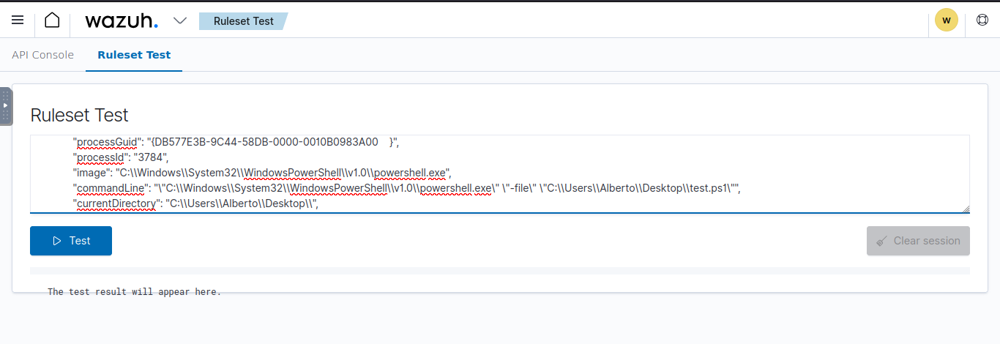 wazuh.
Ruleset Test
w
API Console
Ruleset Test
Ruleset Test
"processGuid": "{DB577E3B-9C44-58DB-0000-0010B0983A00    }",
"processId": "3784",
"image": "C:\\Windows\\System32\\WindowsPowerShell\\v1.0\\powershell.exe",
"commandLine": "\"C:\\Windows\\System32\\WindowsPowerShell\\v1.0\\powershell.exe\" \"-file\" \"C:\\Users\\Alberto\\Desktop\\test.ps1\"",
"currentDirectory": "C:\\Users\\Alberto\\Desktop\\",
Test
Clear session
The test result will appear here.